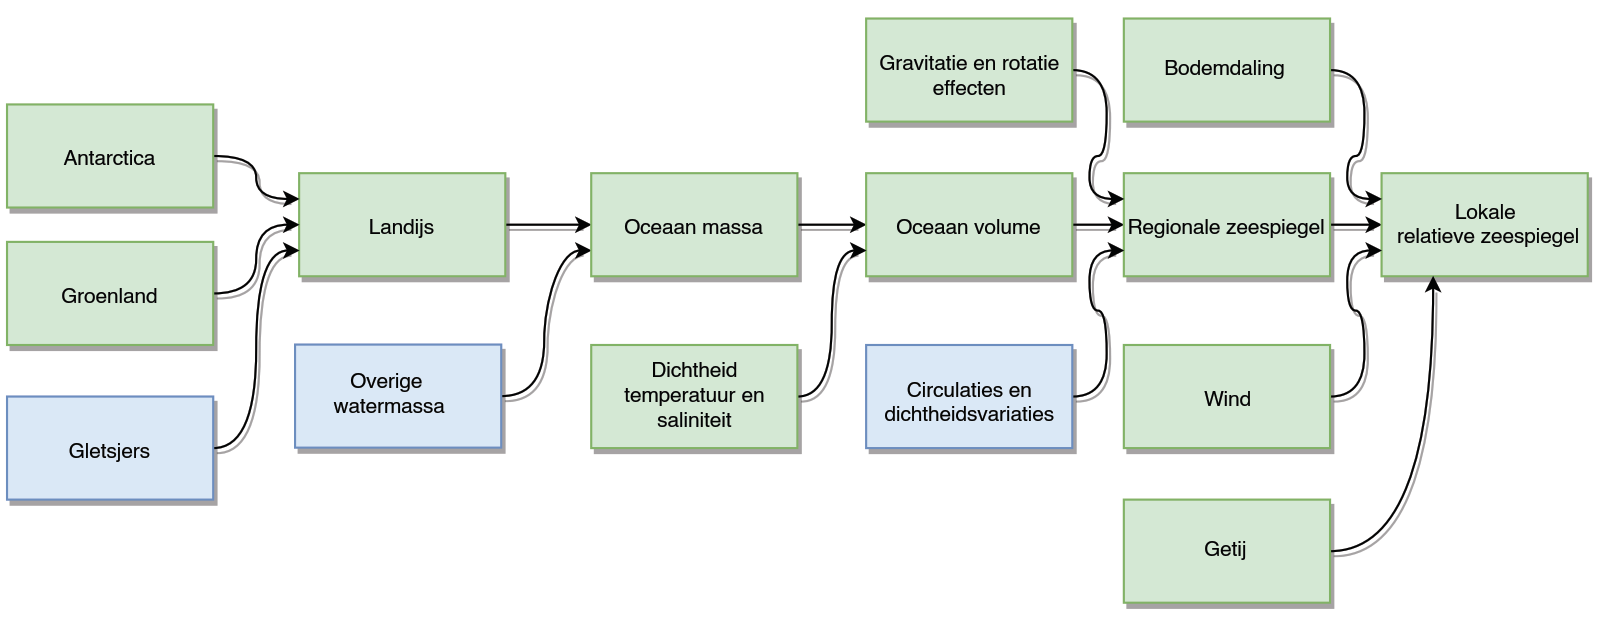 Gravitatie en rotatie
effecten
Bodemdaling
Antarctica
Landijs
Oceaan massa
Oceaan volume
Regionale zeespiegel
Lokale
relatieve zeespiegel
Groenland
Overige
watermassa
Dichtheid
temperatuur en
saliniteit
Circulaties en
dichtheidsvariaties
Wind
Gletsjers
Getij